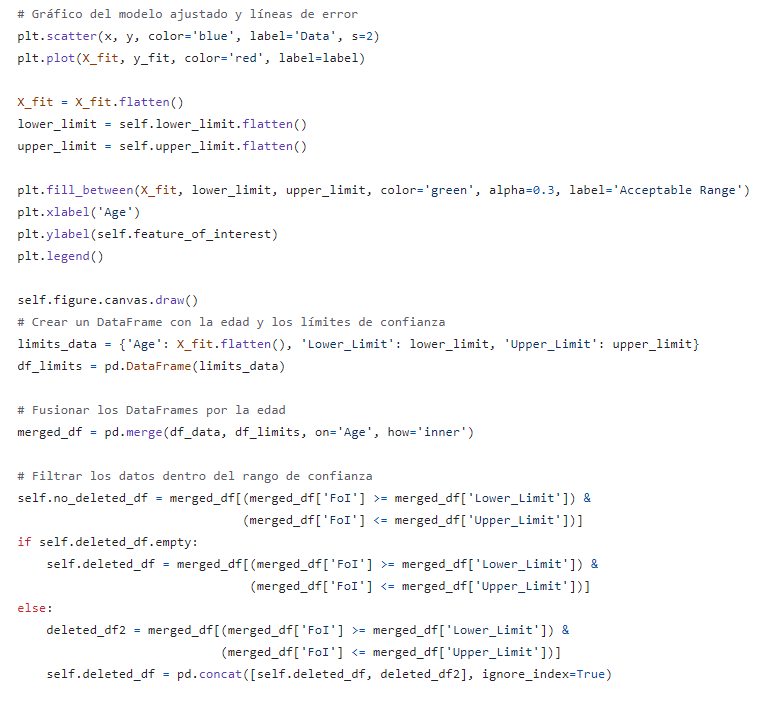 # Gráfico del modelo ajustado y líneas de error
plt.scatter(x, y, color='blue', label='Data', s=2)
plt.plot(X_fit, y_fit, color='red', label=label)
X_fit = X_fit.flatten()
lower_limit = self.lower_limit.flatten()
upper_limit = self.upper_limit.flatten()
plt.fill_between(X_fit, lower_limit, upper_limit, color='green', alpha=0.3, label='Acceptable Range')
plt.xlabel('Age')
plt.ylabel(self.feature_of_interest)
plt.legend()
self.figure.canvas.draw()
# Crear un DataFrame con la edad y los límites de confianza
limits_data = {'Age': X_fit.flatten(), 'Lower_Limit': lower_limit, 'Upper_Limit': upper_limit}
df_limits = pd.DataFrame(limits_data)
# Fusionar los DataFrames por la edad
merged_df = pd.merge(df_data, df_limits, on='Age', how='inner')
# Filtrar los datos dentro del rango de confianza
self.no_deleted_df = merged_df[(merged_df['FoI'] >= merged_df['Lower_Limit']) &
(merged_df['FoI'] <= merged_df['Upper_Limit'])]
if self.deleted_df.empty:
self.deleted_df = merged_df[(merged_df['FoI'] >= merged_df['Lower_Limit']) &
(merged_df['FoI'] <= merged_df['Upper_Limit'])]
else:
deleted_df2 = merged_df[(merged_df['FoI'] >= merged_df['Lower_Limit']) &
(merged_df['FoI'] <= merged_df['Upper_Limit'])]
self.deleted_df = pd.concat([self.deleted_df, deleted_df2], ignore_index=True)